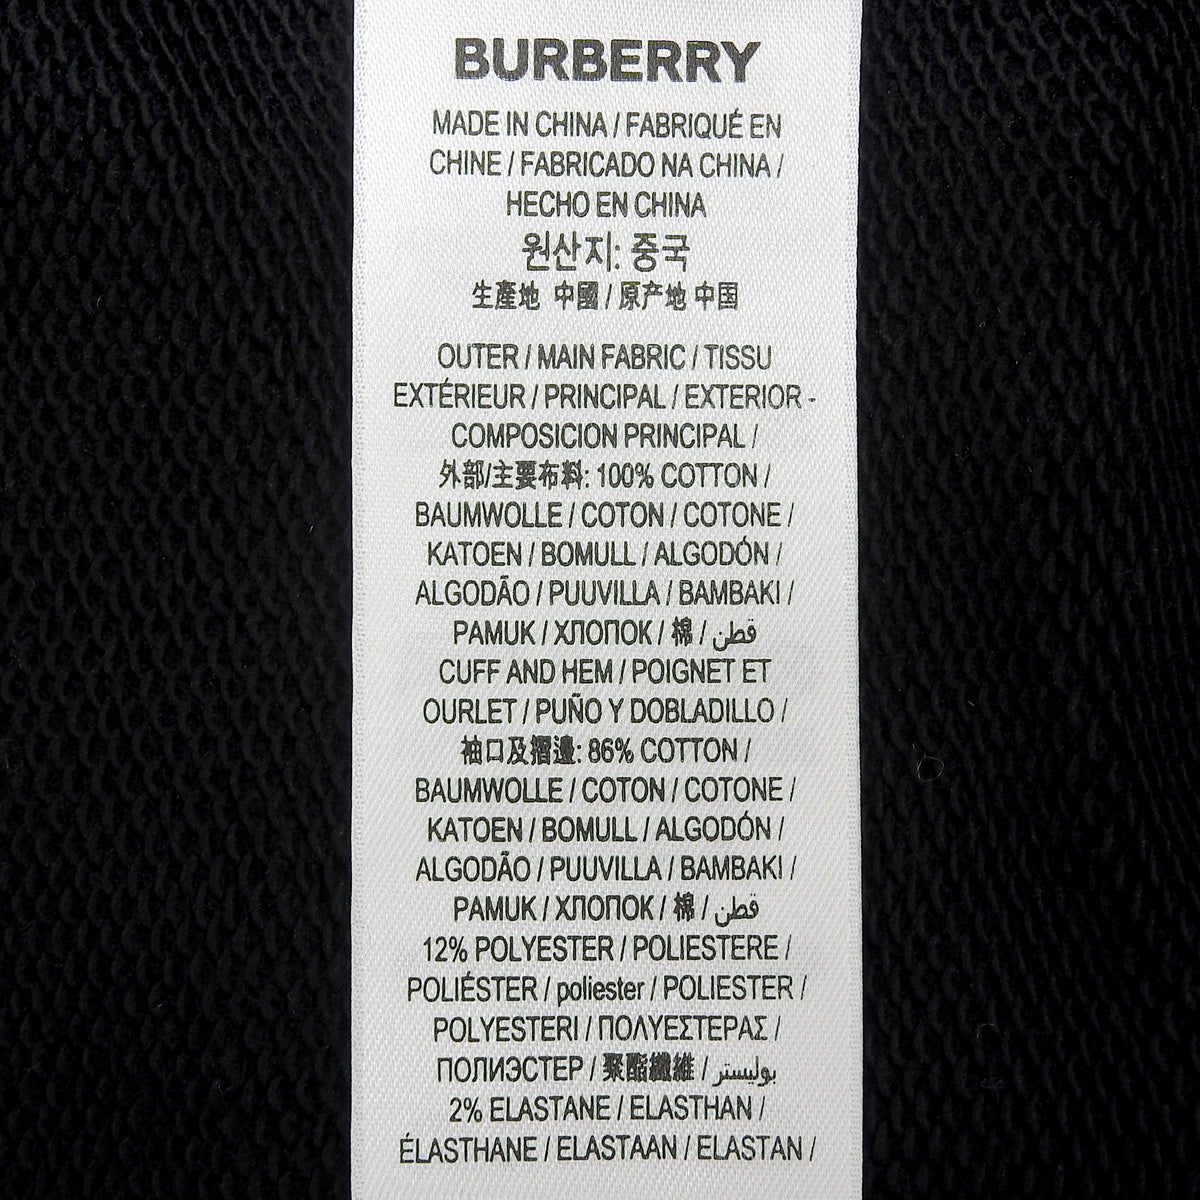 BURBERRY
MADE IN CHINA / FABRIQUÉ EN
CHINE / FABRICADO NA CHINA /
HECHO EN CHINA
원산지: 중국
生產地 中國 / 原产地 中国
OUTER / MAIN FABRIC / TISSU
EXTÉRIEUR / PRINCIPAL / EXTERIOR -
COMPOSICION PRINCIPAL /
外部/主要布料: 100% COTTON /
BAUMWOLLE / COTON / COTONE /
KATOEN / BOMULL / ALGODÓN /
ALGODÃO / PUUVILLA / BAMBAKI /
PAMUK / ХЛОПОК / 棉 / قطن
CUFF AND HEM / POIGNET ET
OURLET / PUÑO Y DOBLADILLO /
袖口及摺邊: 86% COTTON /
BAUMWOLLE / COTON / COTONE /
KATOEN / BOMULL / ALGODÓN /
ALGODÃO / PUUVILLA / BAMBAKI /
PAMUK / ХЛОПОК / 棉 / قطن
12% POLYESTER / POLIESTERE /
POLIÉSTER / poliester / POLIESTER /
POLYESTERI / ΠΟΛΥΕΣΤΕΡΑΣ /
ПОЛИЭСТЕР / 聚酯纖維 / بوليستر
2% ELASTANE / ELASTHAN /
ÉLASTHANE / ELASTAAN / ELASTAN /